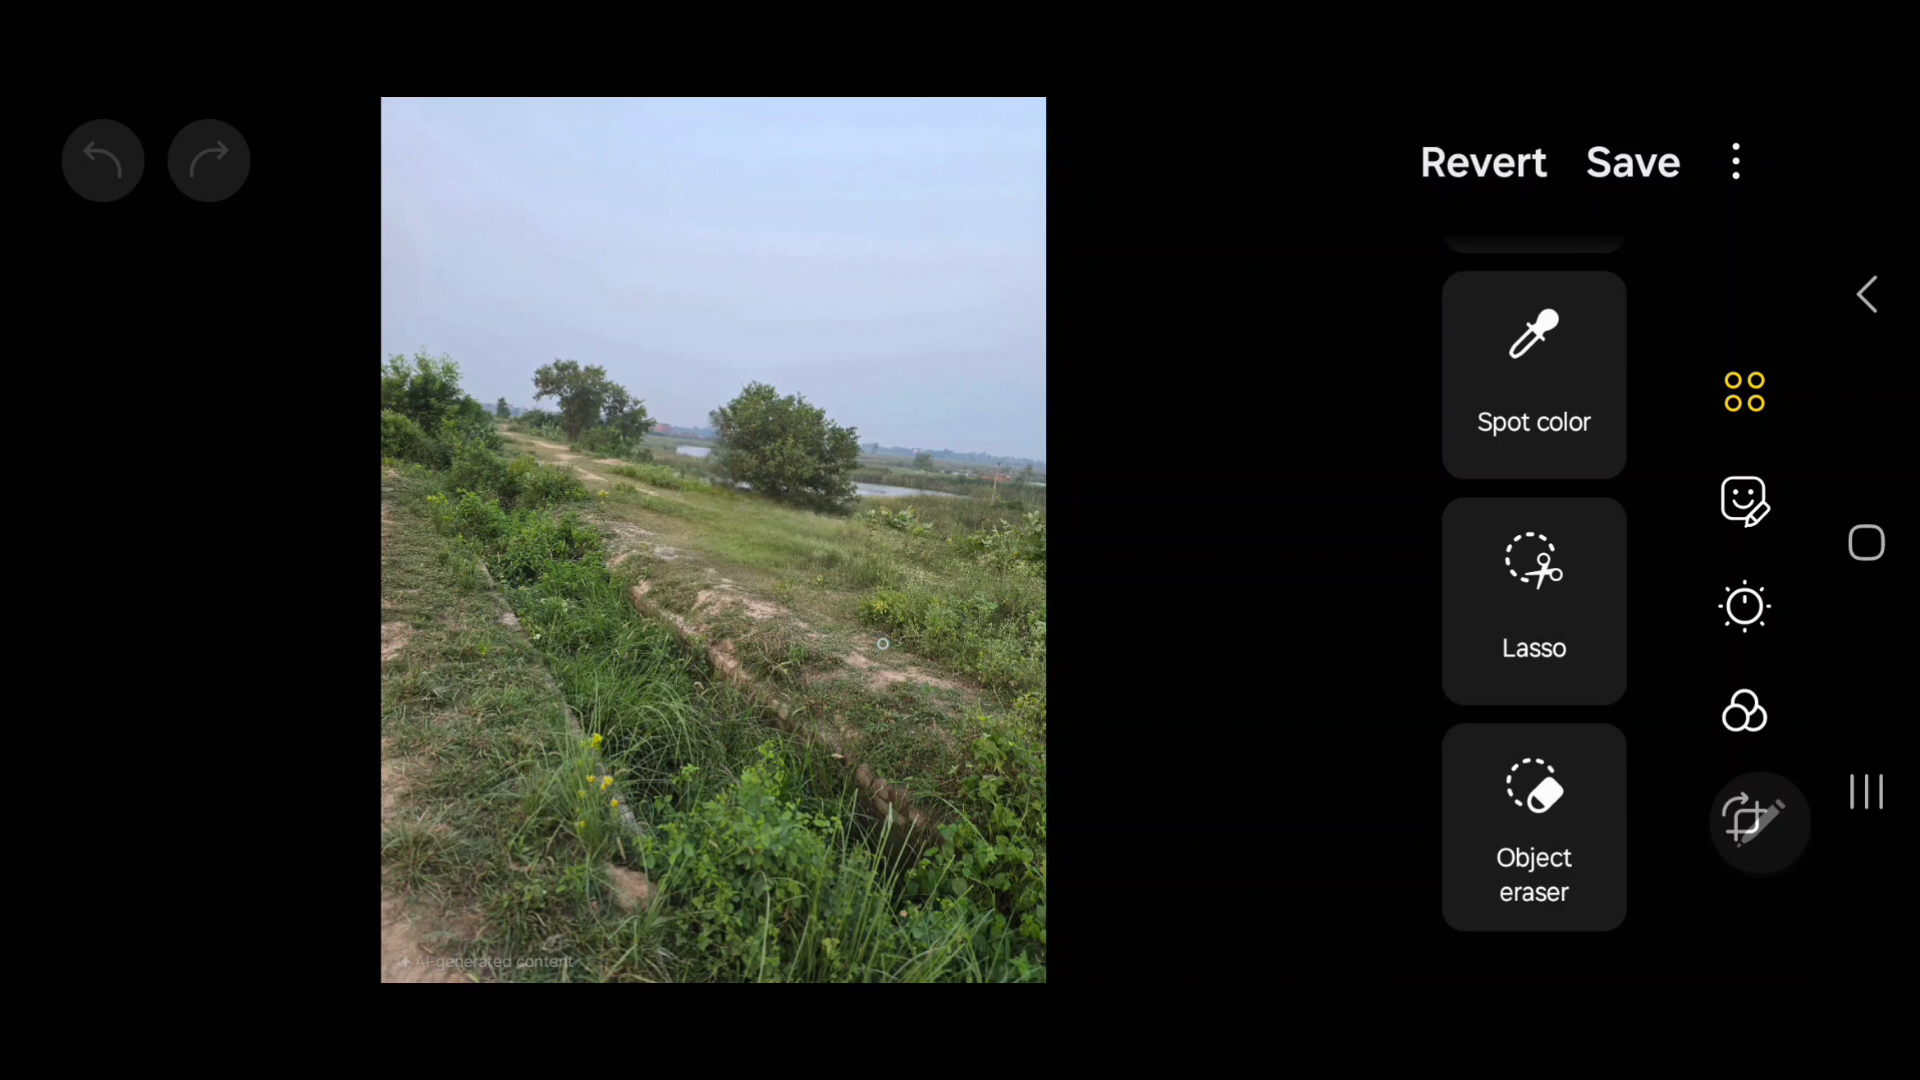 Revert Save
Spot color
Lasso
Object
eraser
AI-generated content